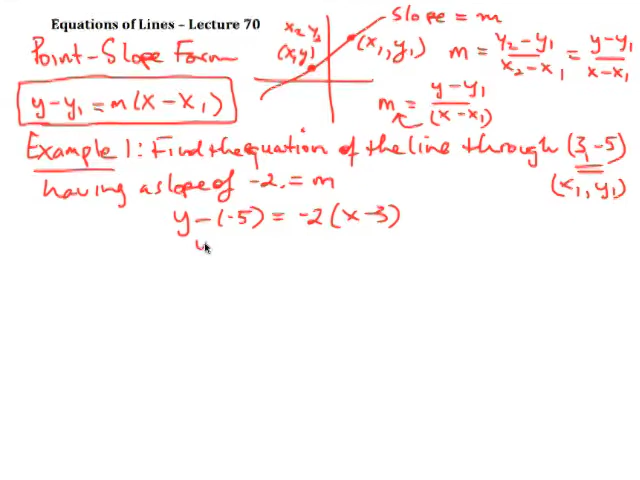 Equations of Lines – Lecture 70
Point-Slope Form
y-y₁ = m(x-x₁)
x₂ y₂
(x,y)
Slope = m
(x₁, y₁)
m = y₂-y₁/x₂-x₁ = y-y₁/x-x₁
m = y-y₁/(x-x₁)
Example 1: Find the equation of the line through (3,-5)
having a slope of -2. = m
(x₁, y₁)
y-(-5) = -2(x-3)